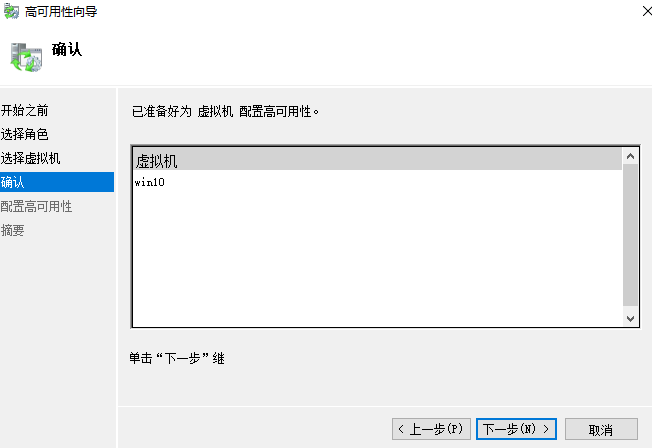 高可用性向导
确认
开始之前
选择角色
选择虚拟机
确认
配置高可用性
摘要
已准备好为 虚拟机 配置高可用性。
虚拟机
win10
单击“下一步”继
< 上一步(P)
下一步(N) >
取消